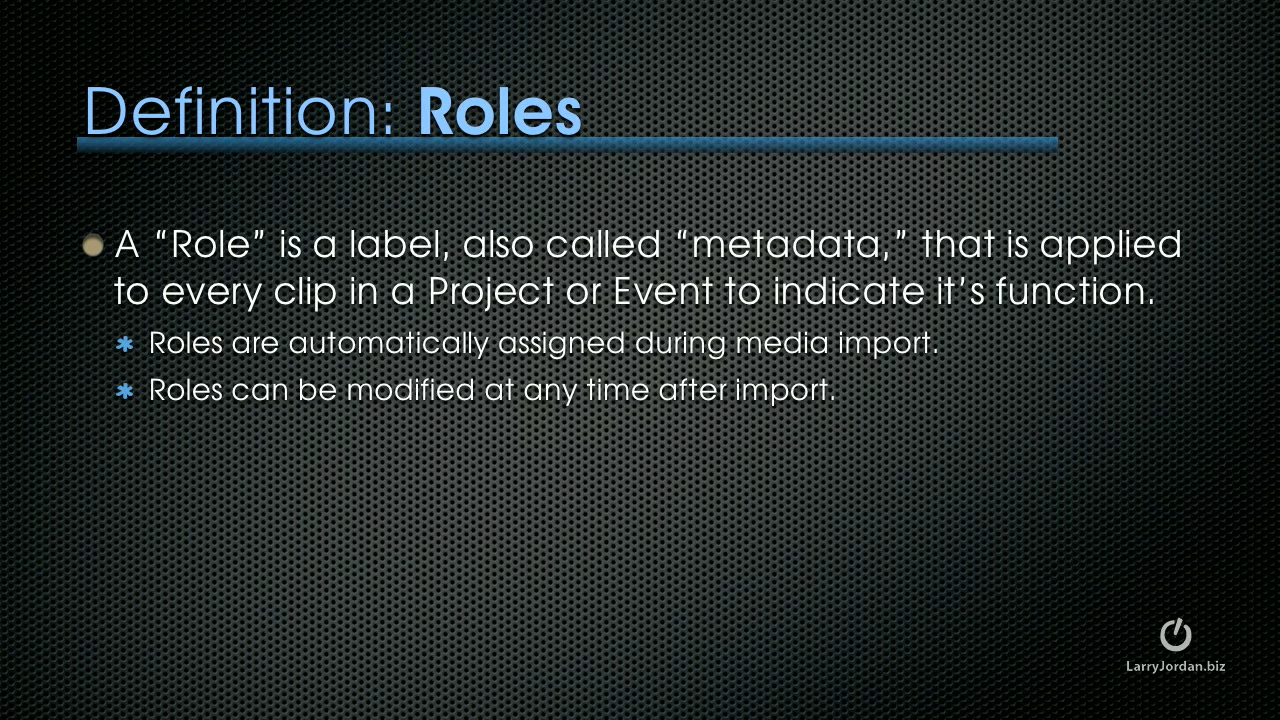 Definition: Roles
A “Role” is a label, also called “metadata,” that is applied
to every clip in a Project or Event to indicate it’s function.
Roles are automatically assigned during media import.
Roles can be modified at any time after import.
LarryJordan.biz